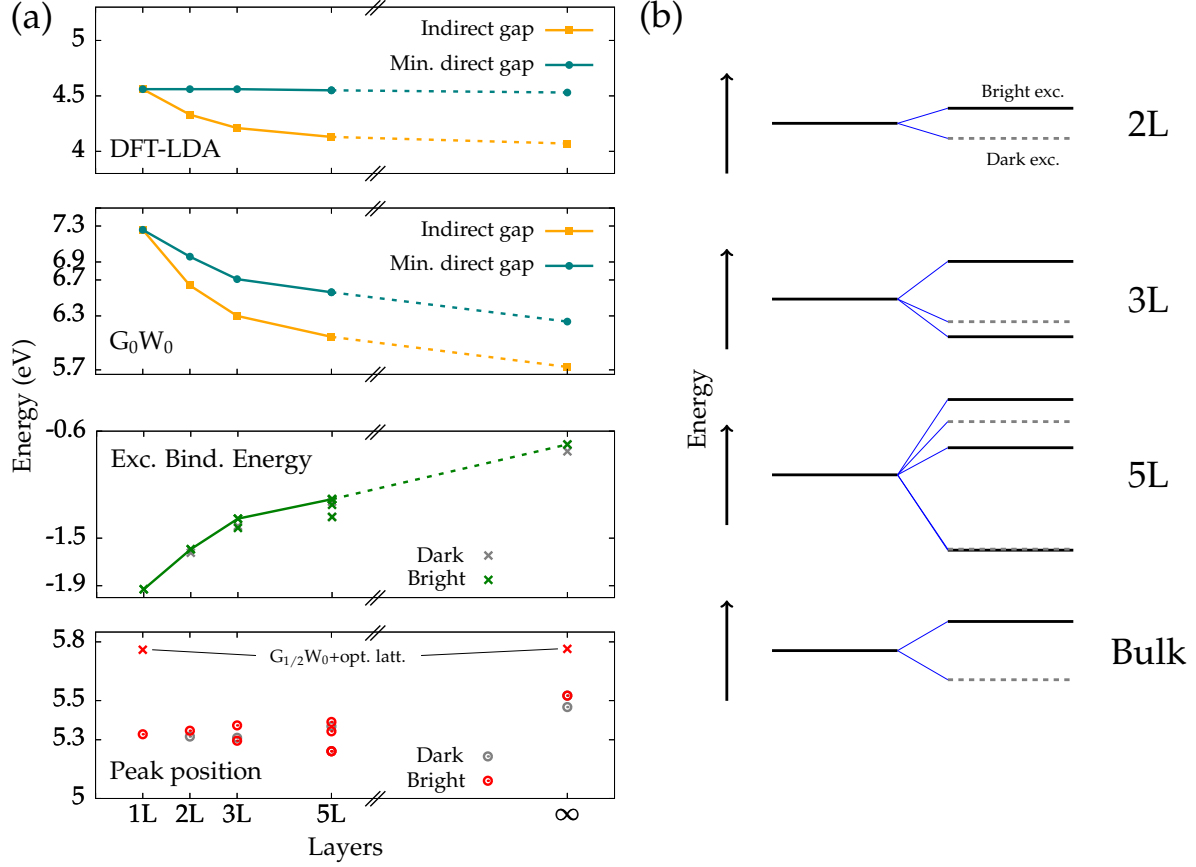 (a)
5
4.5
4
Indirect gap
Min. direct gap
DFT-LDA
7.3
6.9
6.7
6.3
5.7
Indirect gap
Min. direct gap
G₀W₀
Energy (eV)
-0.6
-1.5
-1.9
Exc. Bind. Energy
Dark
Bright
5.8
5.5
5.3
5
G₁/₂W₀+opt. latt.
Dark
Bright
Peak position
1L 2L 3L 5L ∞
Layers
(b)
Bright exc.
Dark exc.
2L
3L
Energy
5L
Bulk